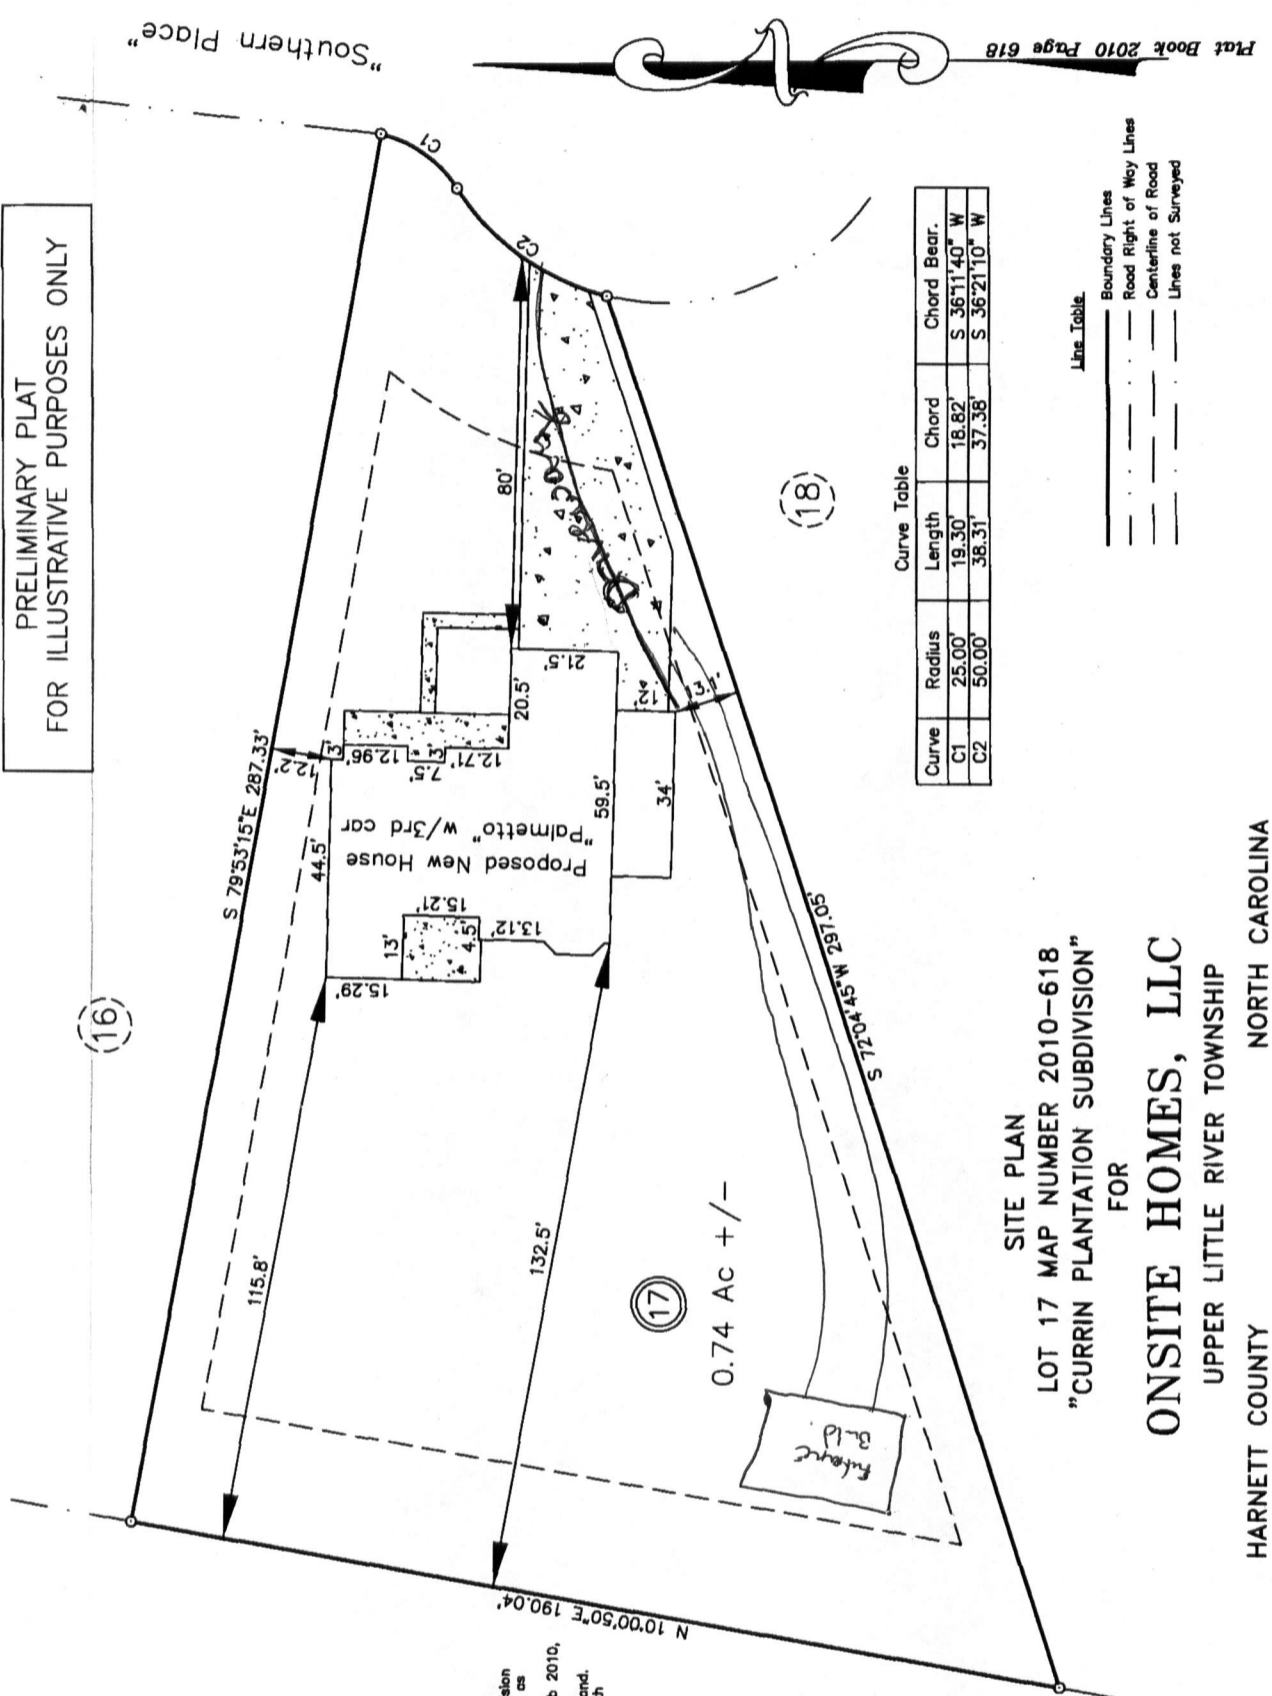 PRELIMINARY PLAT
FOR ILLUSTRATIVE PURPOSES ONLY
"Southern Place"
Plat Book 2010 Page 618
C1
C2
S 79°53'15"E 287.33'
16
80'
18
12.2'
3'
12.96'
7.5'
3'
12.71'
20.5'
21.5'
12'
13.1'
44.5'
Proposed New House
"Palmetto" w/3rd car
59.5'
34'
15.21'
13'
4.5'
13.12'
15.29'
115.8'
132.5'
S 72°04'45"W 297.05'
17
0.74 Ac +/-
Future
Build
N 10°00'50"E 190.04'
Curve Table
Curve Radius Length Chord Chord Bear.
C1 25.00' 19.30' 18.82' S 36°11'40" W
C2 50.00' 38.31' 37.38' S 36°21'10" W
Line Table
Boundary Lines
Road Right of Way Lines
Centerline of Road
Lines not Surveyed
SITE PLAN
LOT 17 MAP NUMBER 2010-618
"CURRIN PLANTATION SUBDIVISION"
FOR
ONSITE HOMES, LLC
UPPER LITTLE RIVER TOWNSHIP
HARNETT COUNTY NORTH CAROLINA
sion
as
2010,
and.